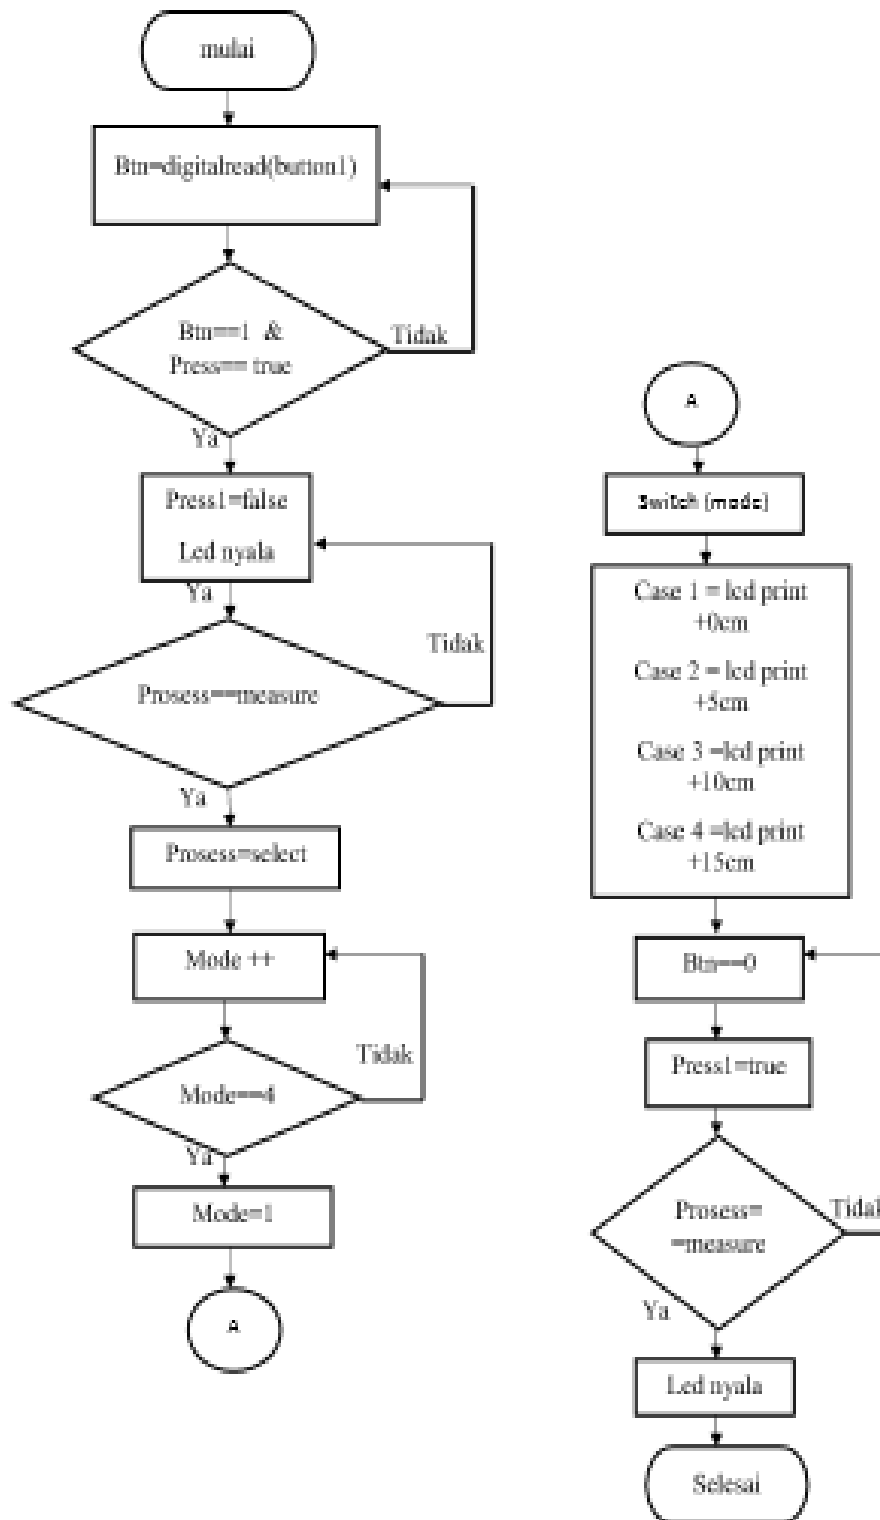 mulai
Btn=digitalread(button1)
Btn==1 &
Press== true
Tidak
Ya
Press1=false
Led nyala
Ya
Tidak
Prosess==measure
Ya
Prosess=select
Mode ++
Tidak
Mode==4
Ya
Mode=1
A
A
Switch (mode)
Case 1 = lcd print
+0cm
Case 2 = lcd print
+5cm
Case 3 =lcd print
+10cm
Case 4 =lcd print
+15cm
Btn==0
Press1=true
Prosess=
=measure
Tidak
Ya
Led nyala
Selesai